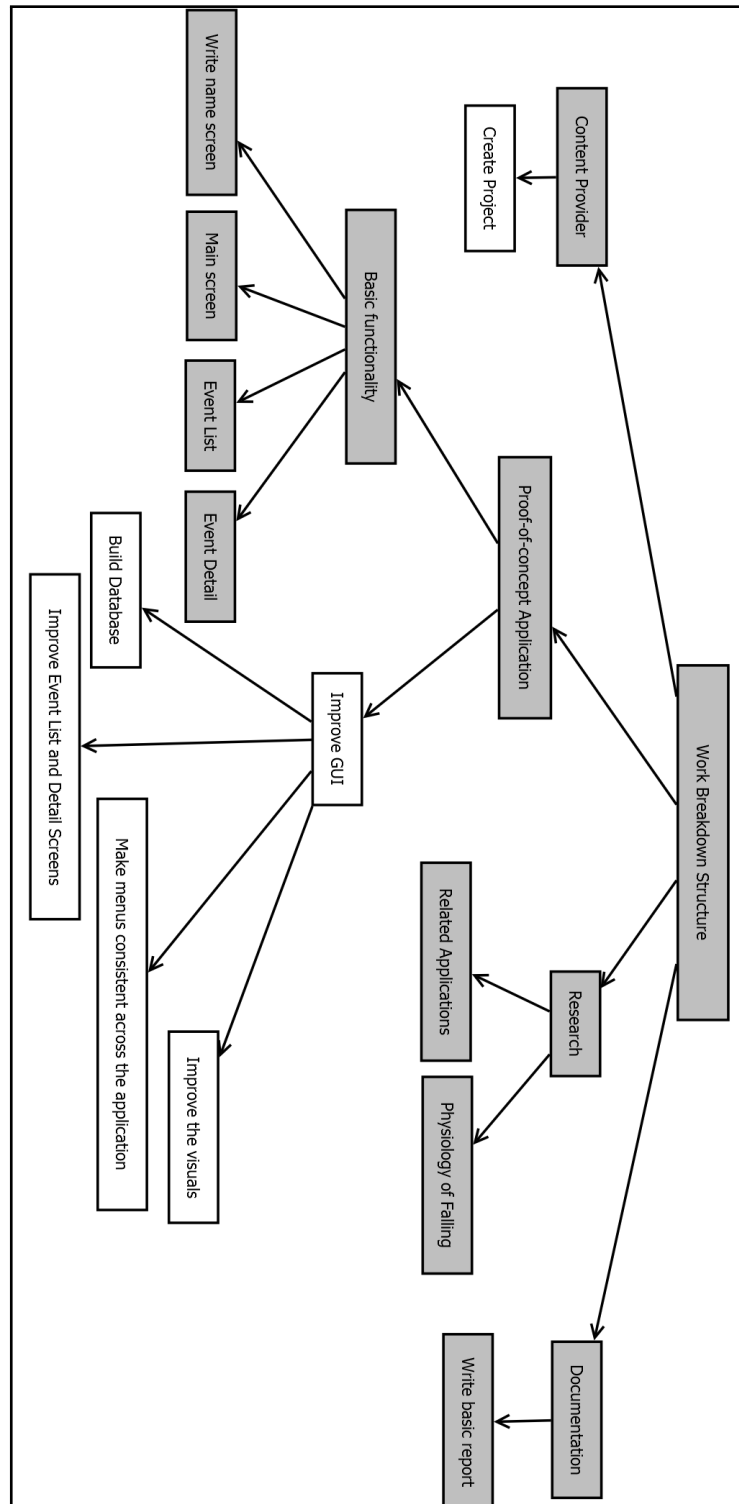 Work Breakdown Structure
Content Provider
Proof-of-concept Application
Research
Documentation
Create Project
Basic functionality
Improve GUI
Related Applications
Physiology of Falling
Write basic report
Write name screen
Main screen
Event List
Event Detail
Build Database
Improve Event List and Detail Screens
Make menus consistent across the application
Improve the visuals